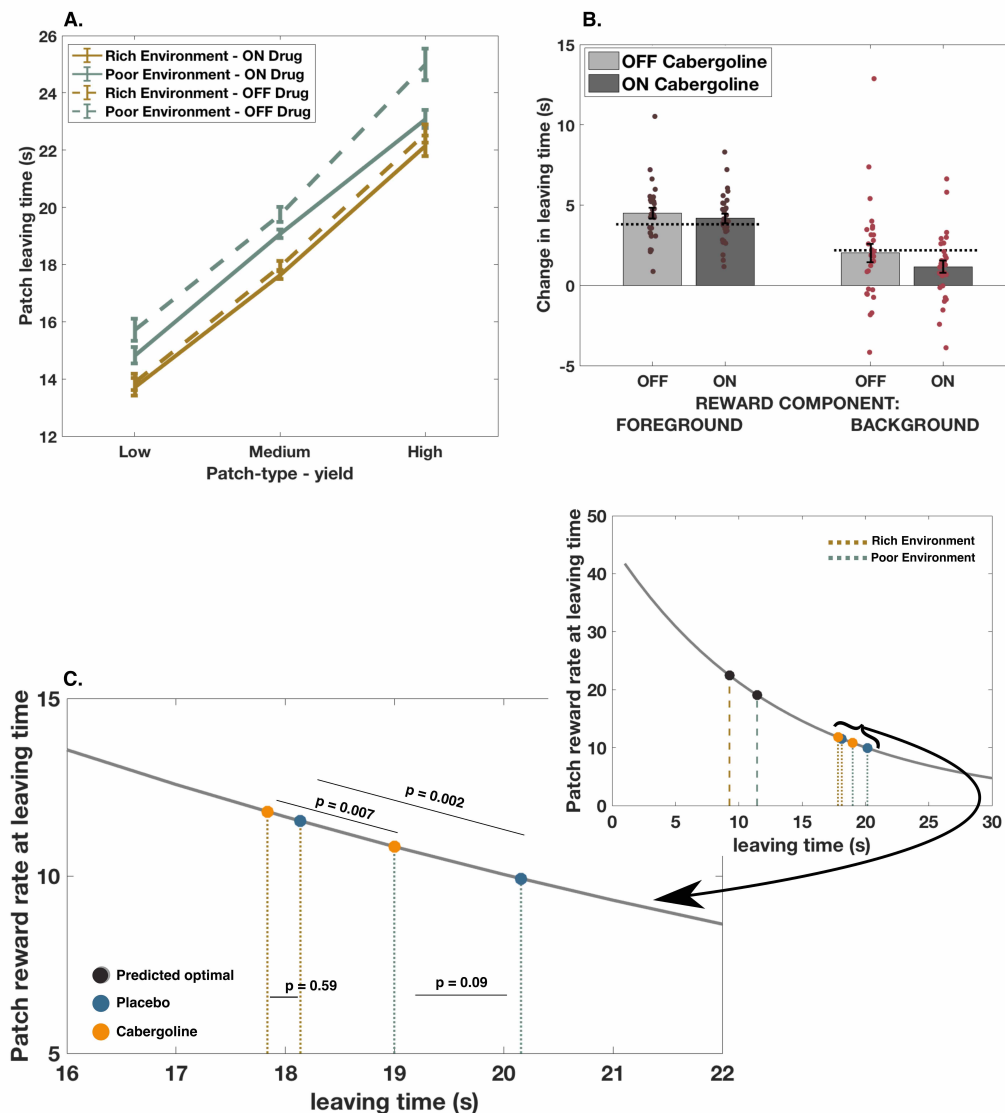 A.
26
24
22
20
18
16
14
12
Patch leaving time (s)
Rich Environment - ON Drug
Poor Environment - ON Drug
Rich Environment - OFF Drug
Poor Environment - OFF Drug
Low
Medium
High
Patch-type - yield
B.
15
10
5
0
-5
Change in leaving time (s)
OFF Cabergoline
ON Cabergoline
OFF
ON
OFF
ON
REWARD COMPONENT:
FOREGROUND
BACKGROUND
50
40
30
20
10
0
Patch reward rate at leaving time
Rich Environment
Poor Environment
0
5
10
15
20
25
30
leaving time (s)
C.
15
10
5
Patch reward rate at leaving time
p = 0.002
p = 0.007
p = 0.59
p = 0.09
Predicted optimal
Placebo
Cabergoline
16
17
18
19
20
21
22
leaving time (s)